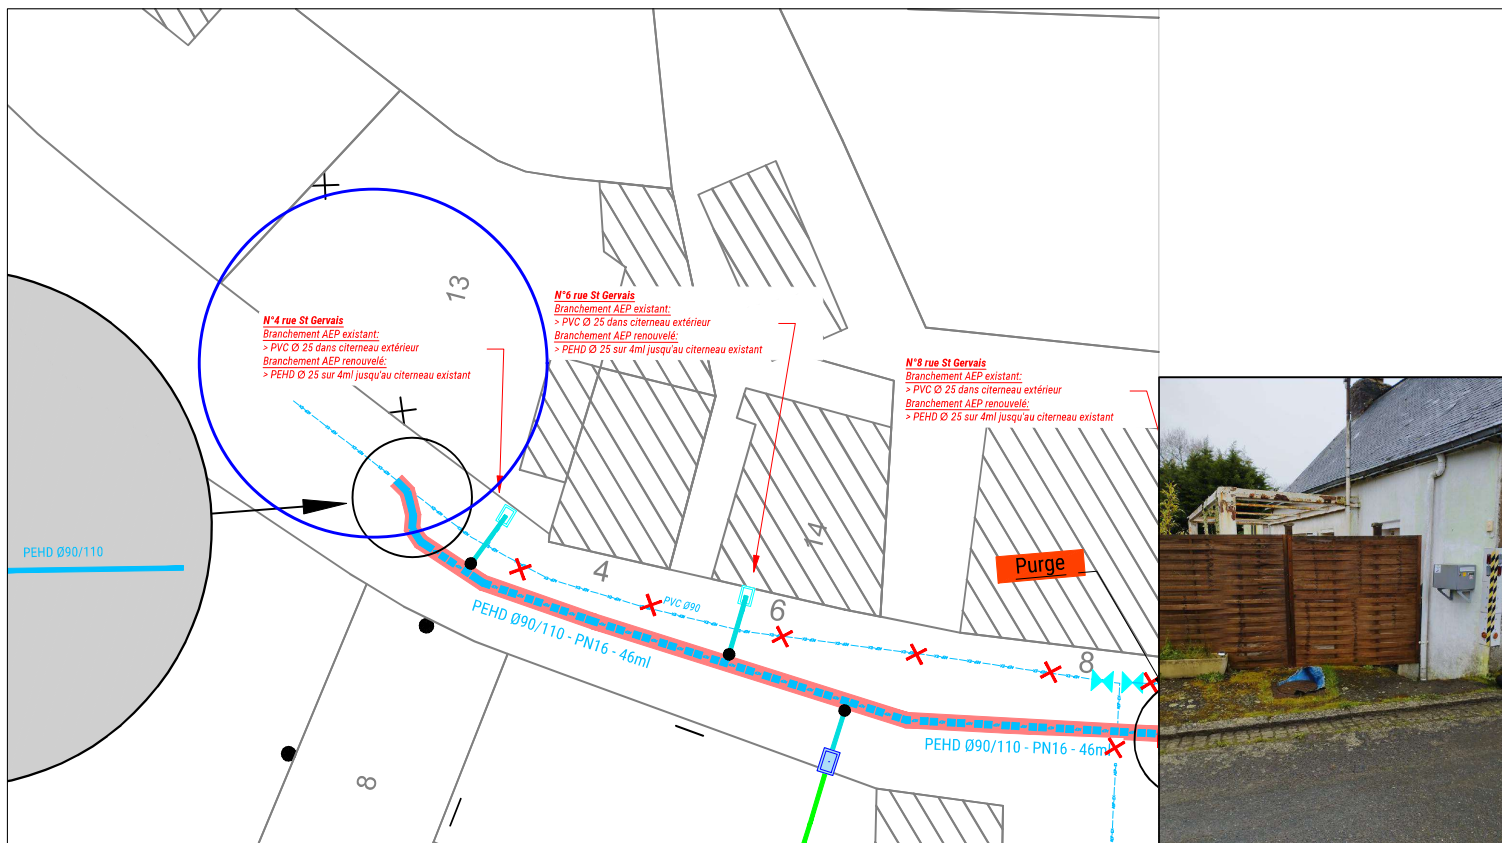 13
N°4 rue St Gervais
Branchement AEP existant:
> PVC Ø 25 dans citerneau extérieur
Branchement AEP renouvelé:
> PEHD Ø 25 sur 4ml jusqu'au citerneau existant
N°6 rue St Gervais
Branchement AEP existant:
> PVC Ø 25 dans citerneau extérieur
Branchement AEP renouvelé:
> PEHD Ø 25 sur 4ml jusqu'au citerneau existant
N°8 rue St Gervais
Branchement AEP existant:
> PVC Ø 25 dans citerneau extérieur
Branchement AEP renouvelé:
> PEHD Ø 25 sur 4ml jusqu'au citerneau existant
PEHD Ø90/110
14
Purge
4
PVC Ø90
6
PEHD Ø90/110 - PN16 - 46ml
8
PEHD Ø90/110 - PN16 - 46ml
8